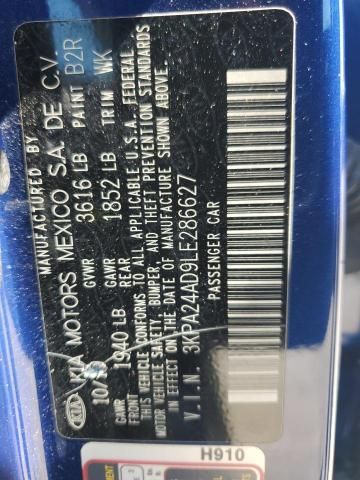 MANUFACTURED BY
KIA KIA MOTORS MEXICO S.A. DE C.V.
GVWR 3616 LB PAINT B2R
GAWR FRONT 1940 LB GAWR REAR 1852 LB TRIM WK
THIS VEHICLE CONFORMS TO ALL APPLICABLE U.S.A. FEDERAL
MOTOR VEHICLE SAFETY, BUMPER, AND THEFT PREVENTION STANDARDS
IN EFFECT ON THE DATE OF MANUFACTURE SHOWN ABOVE.
V.I.N. 3KPA24AD9LE286627
PASSENGER CAR
H910